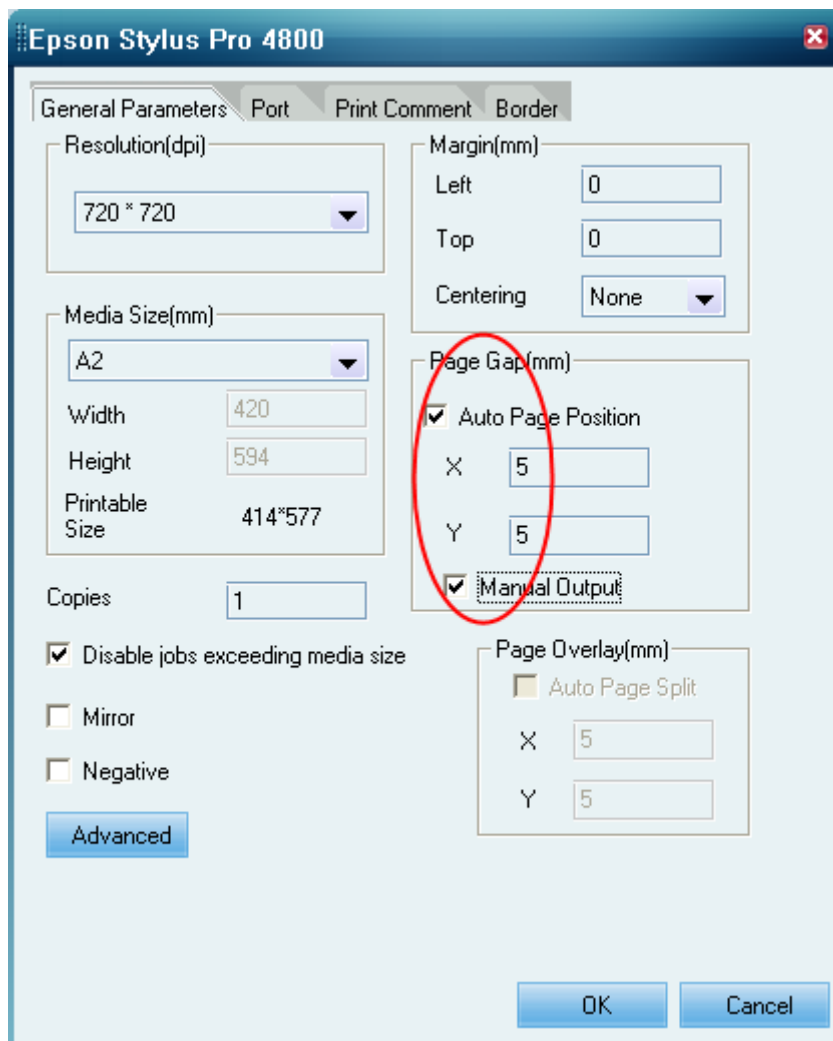 Epson Stylus Pro 4800
General Parameters Port Print Comment Border
Resolution(dpi)
720 * 720
Margin(mm)
Left 0
Top 0
Centering None
Media Size(mm)
A2
Width 420
Height 594
Printable
Size 414*577
Page Gap(mm)
Auto Page Position
X 5
Y 5
Manual Output
Copies 1
Disable jobs exceeding media size
Mirror
Negative
Advanced
Page Overlay(mm)
Auto Page Split
X 5
Y 5
OK Cancel